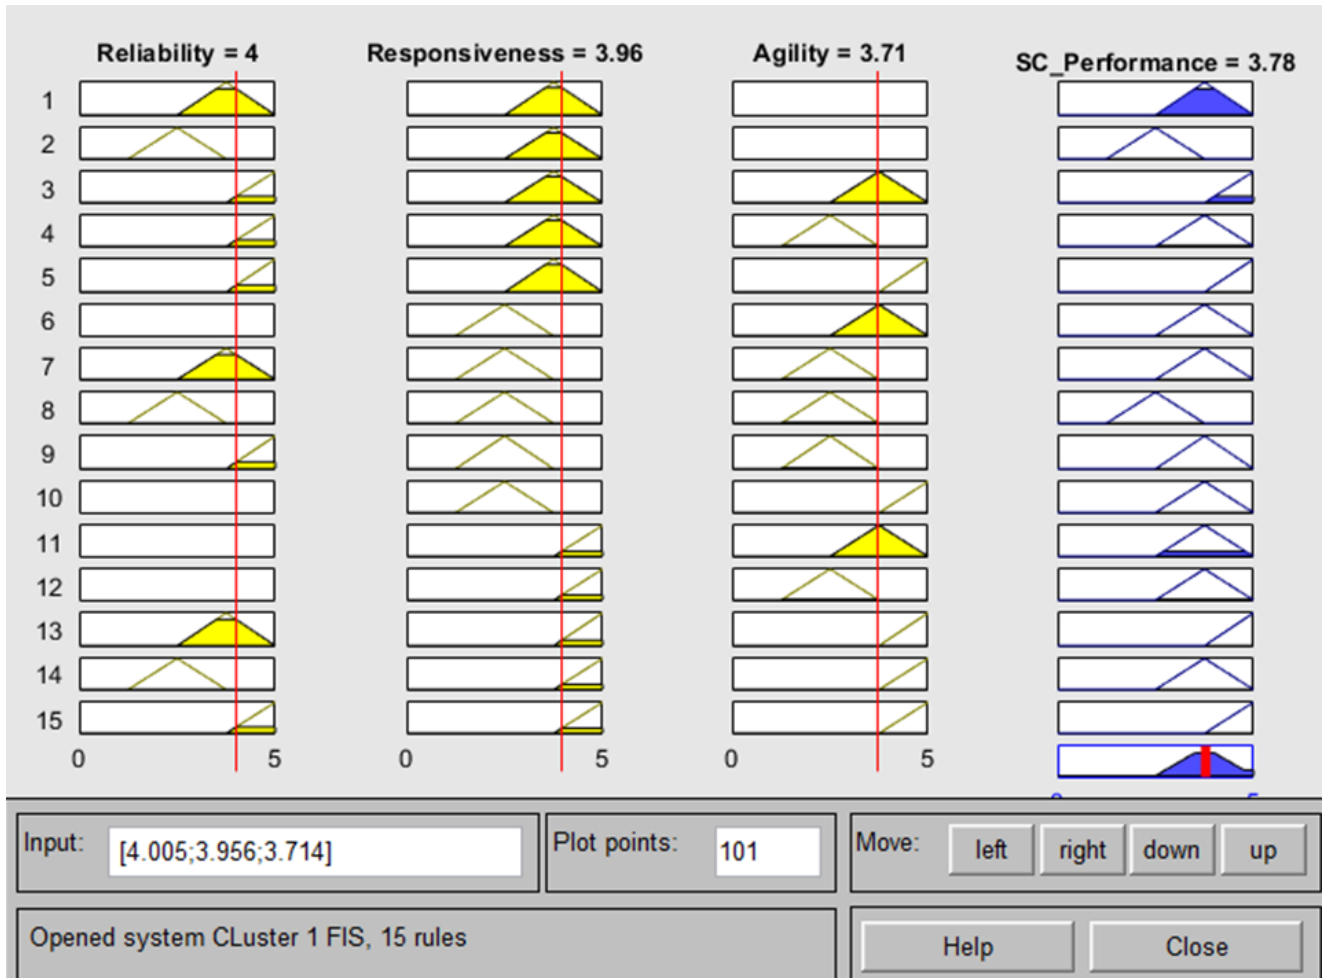 Reliability = 4
Responsiveness = 3.96
Agility = 3.71
SC_Performance = 3.78
1
2
3
4
5
6
7
8
9
10
11
12
13
14
15
0 5 0 5 0 5
Input: [4.005;3.956;3.714]
Plot points: 101
Move: left right down up
Opened system CLuster 1 FIS, 15 rules
Help Close